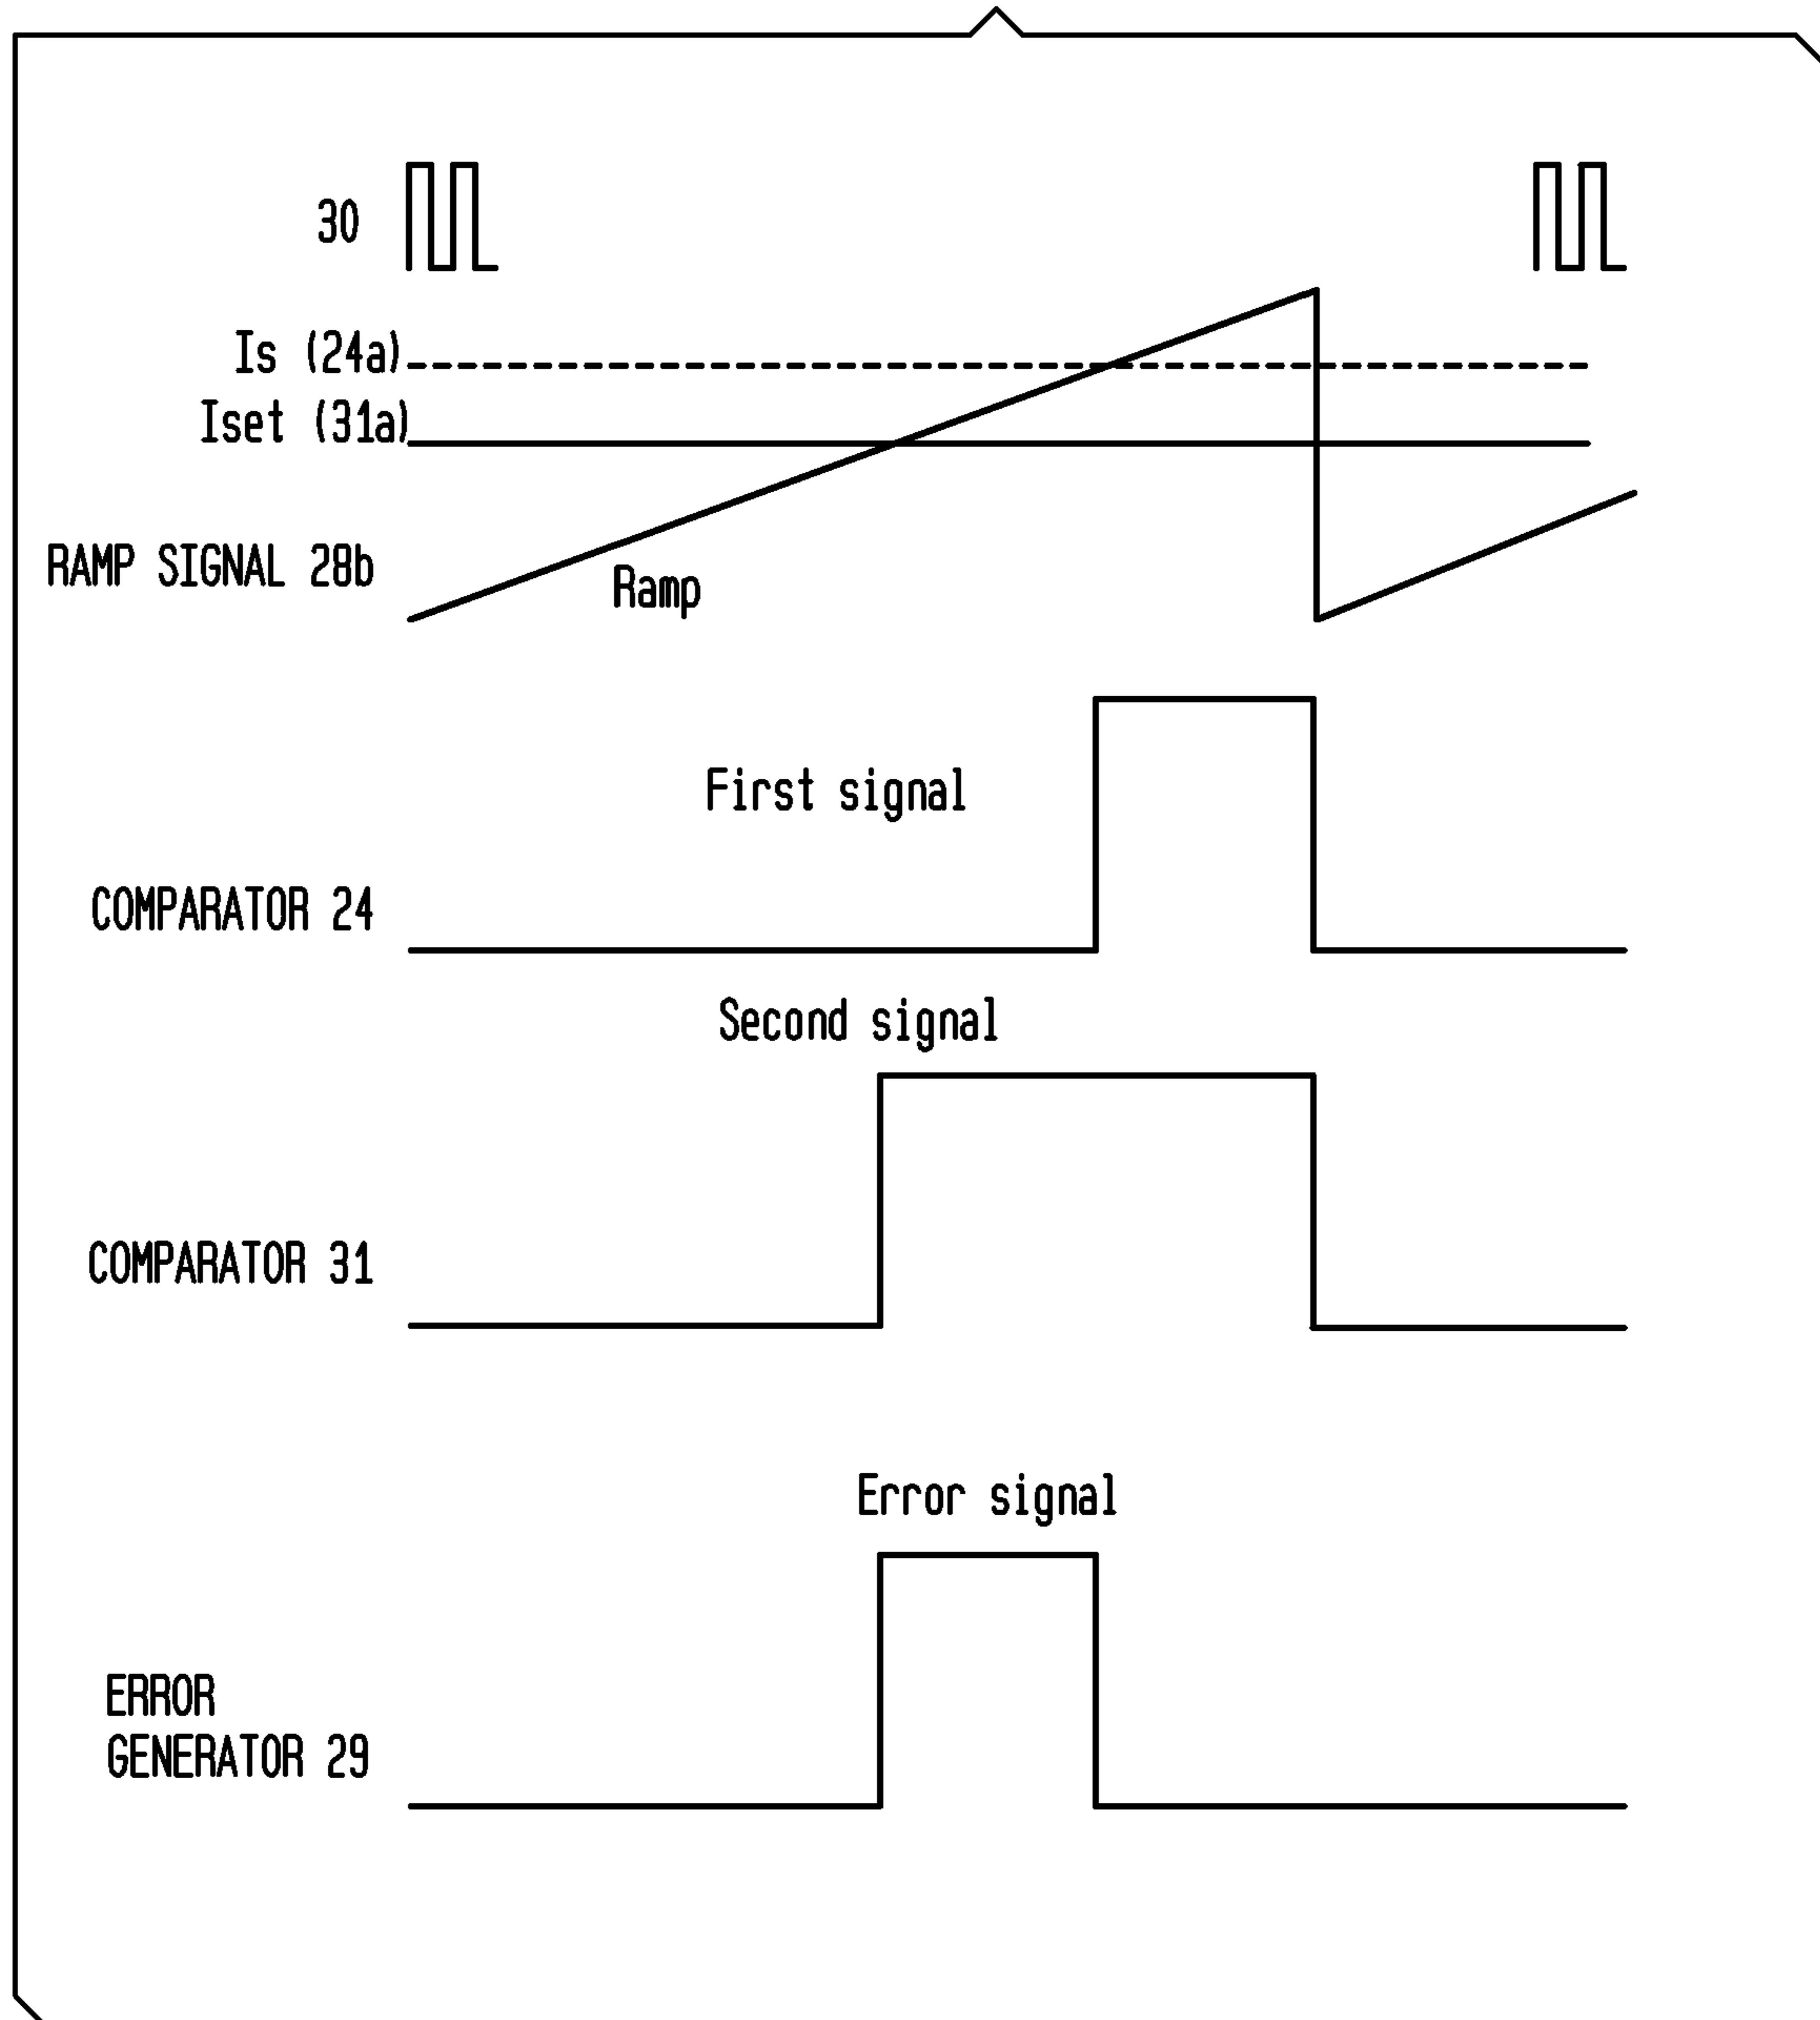 30
Is (24a)
Iset (31a)
RAMP SIGNAL 28b
Ramp
First signal
COMPARATOR 24
Second signal
COMPARATOR 31
Error signal
ERROR
GENERATOR 29